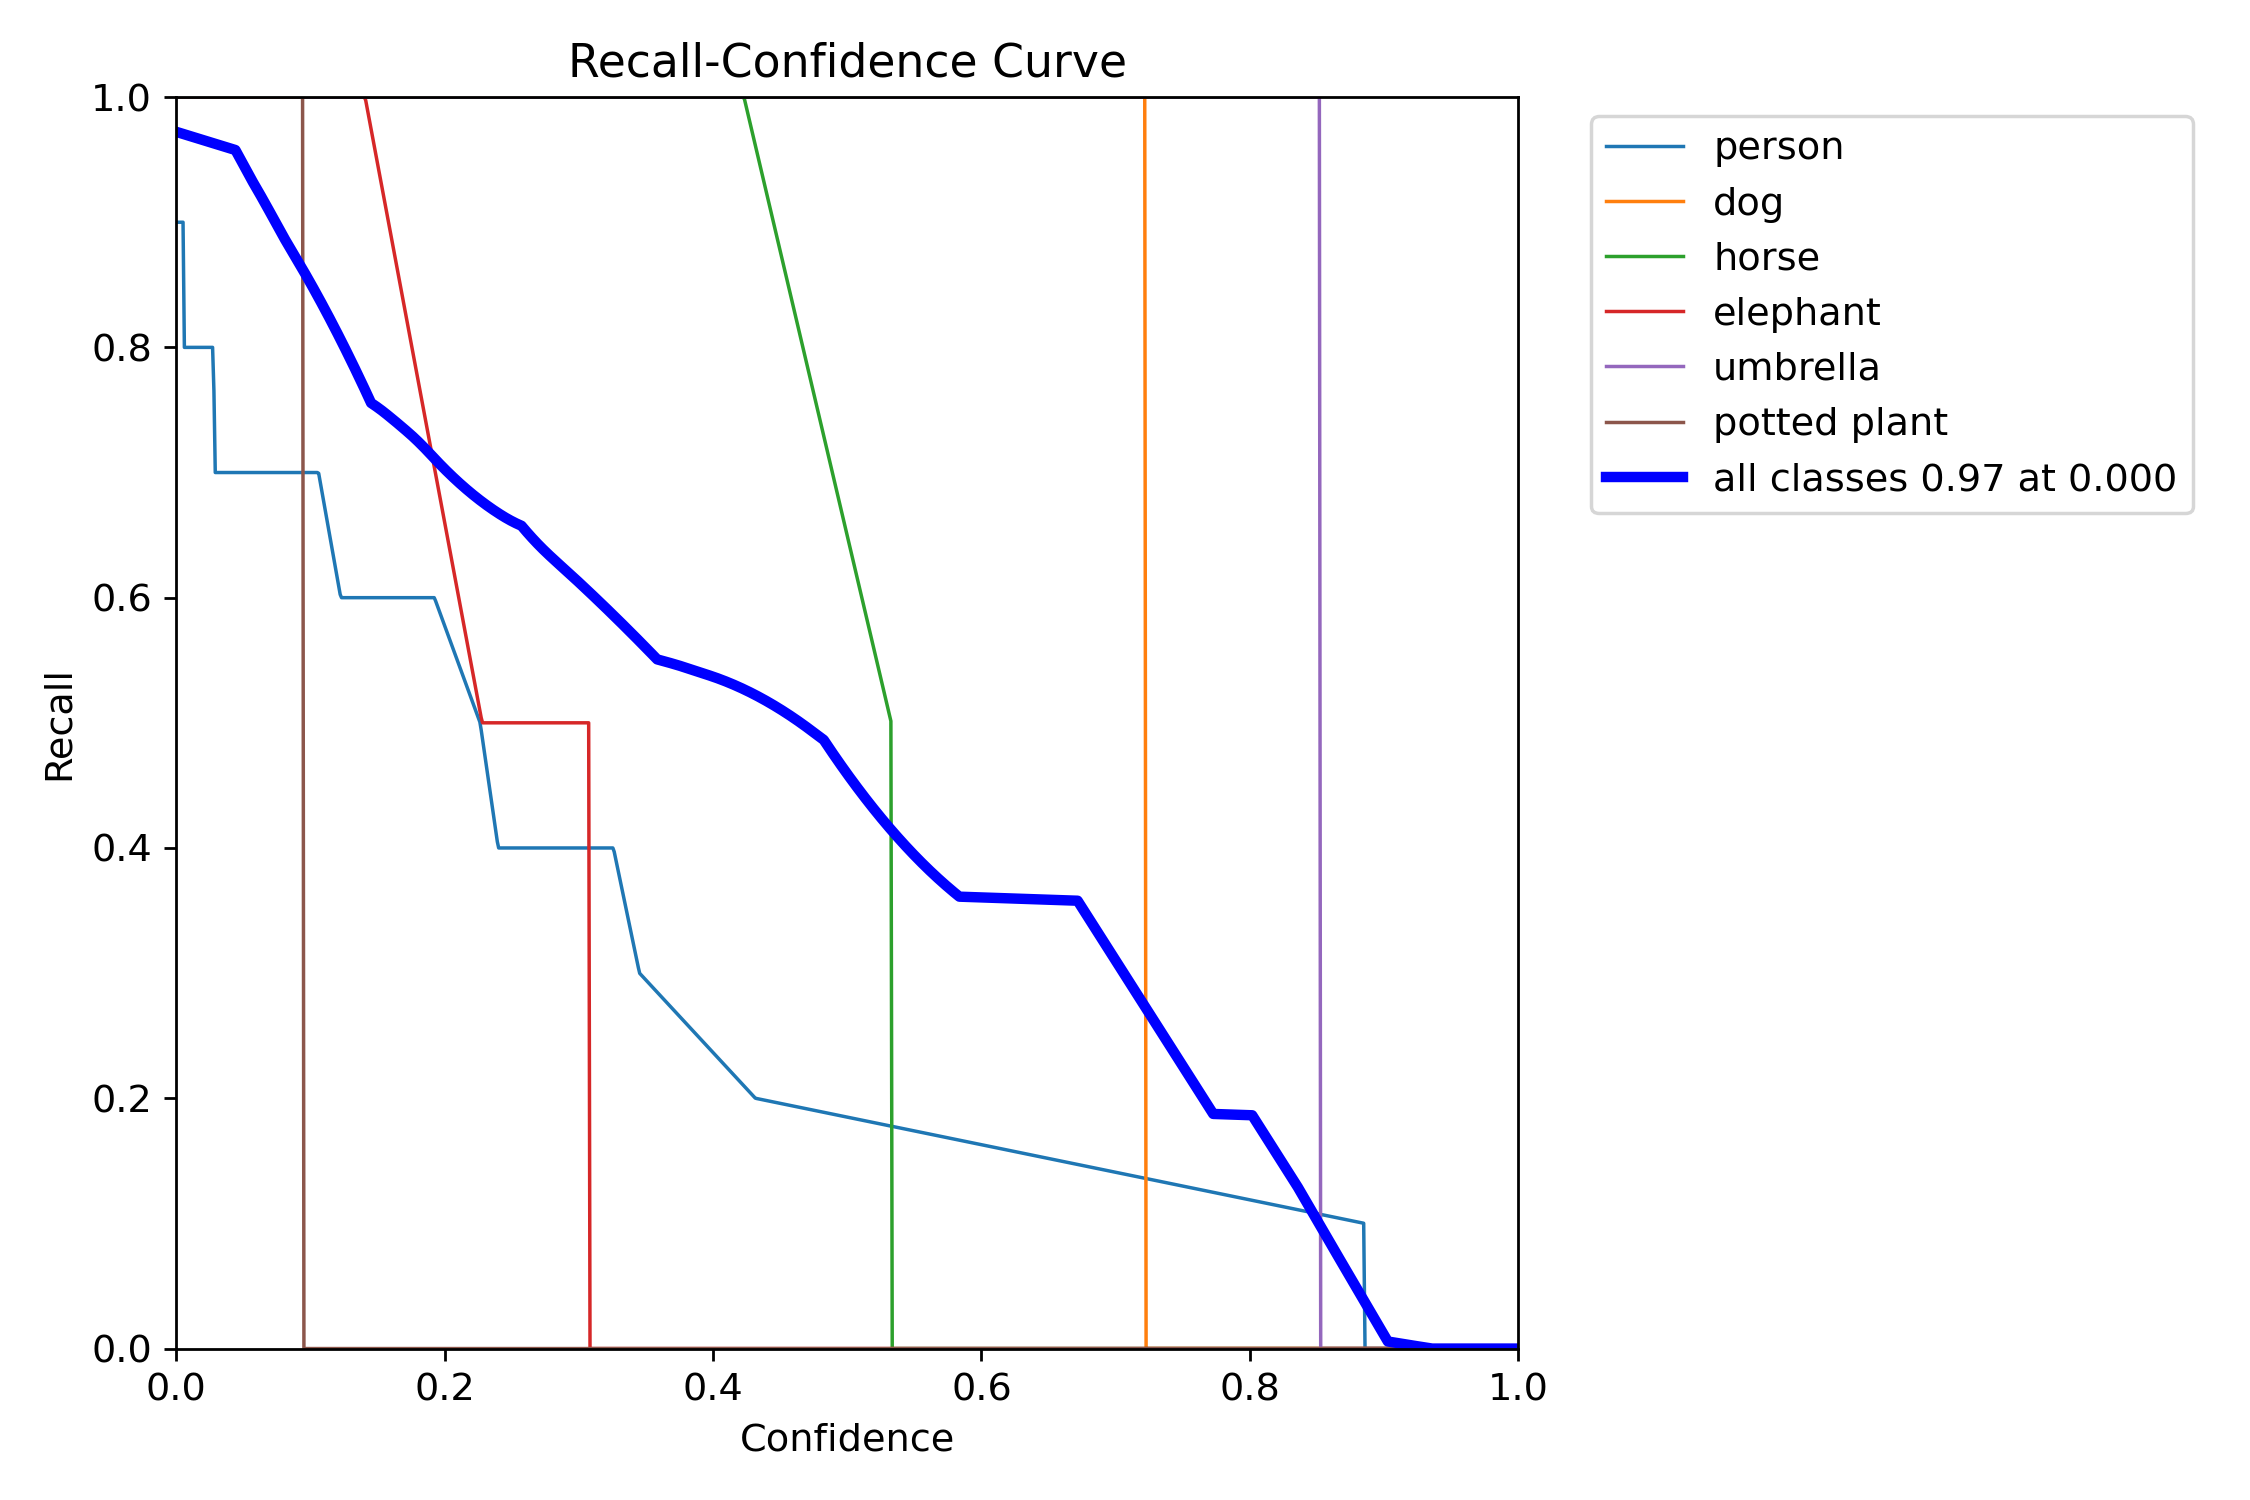 Recall-Confidence Curve
1.0
0.8
0.6
0.4
0.2
0.0
Recall
0.0 0.2 0.4 0.6 0.8 1.0
Confidence
person
dog
horse
elephant
umbrella
potted plant
all classes 0.97 at 0.000